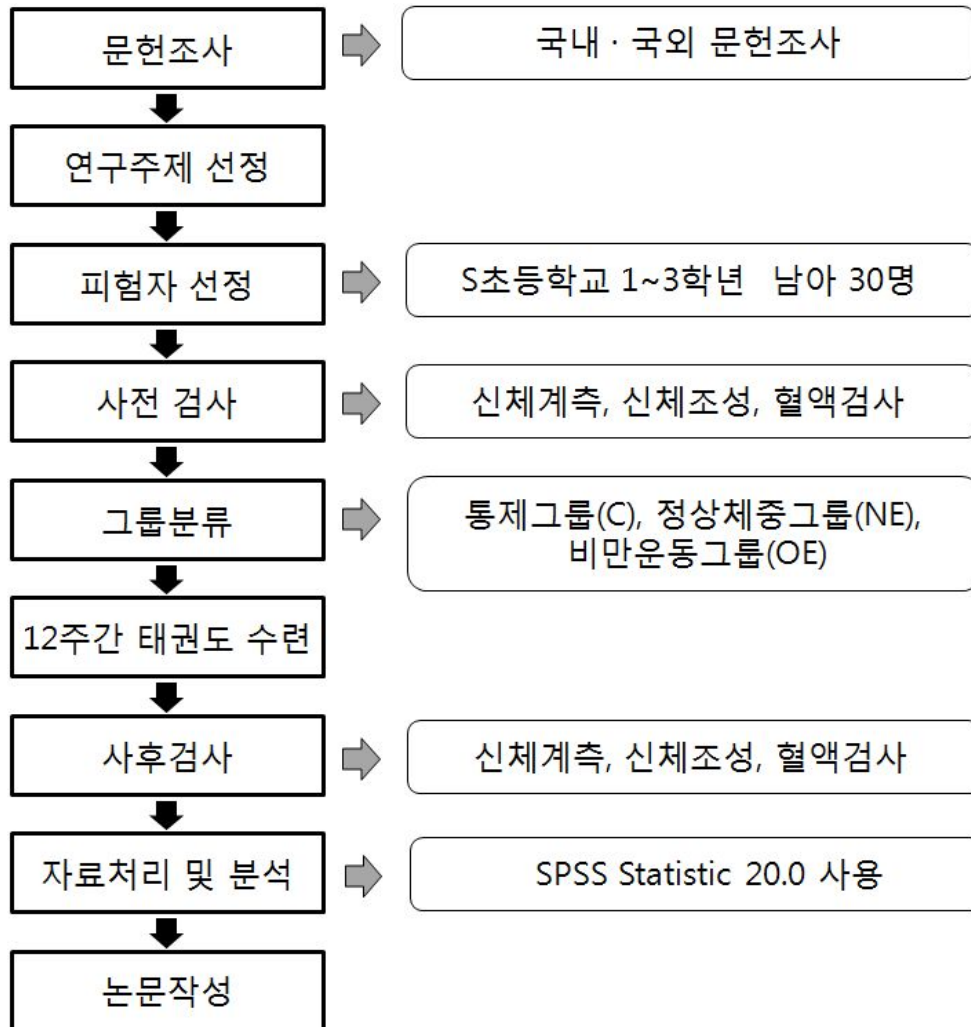 문헌조사
국내 · 국외 문헌조사
연구주제 선정
피험자 선정
S초등학교 1~3학년 남아 30명
사전 검사
신체계측, 신체조성, 혈액검사
그룹분류
통제그룹(C), 정상체중그룹(NE),
비만운동그룹(OE)
12주간 태권도 수련
사후검사
신체계측, 신체조성, 혈액검사
자료처리 및 분석
SPSS Statistic 20.0 사용
논문작성